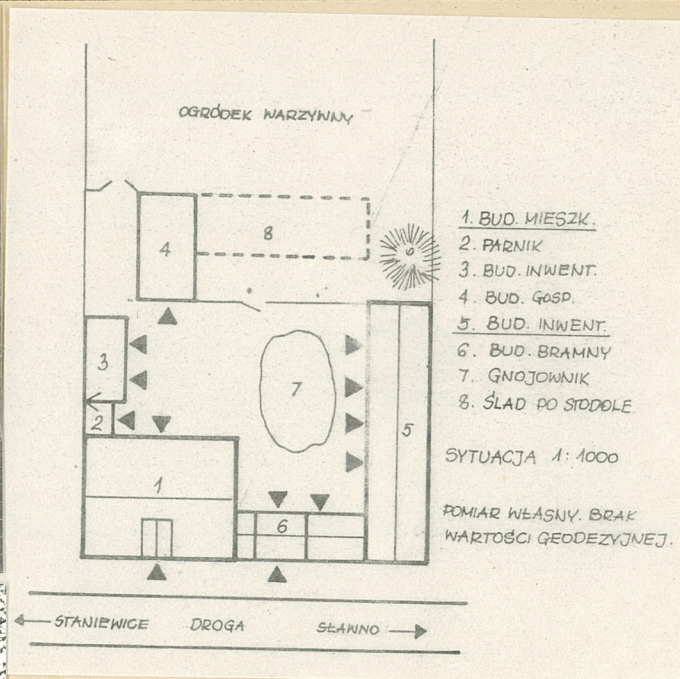 OGRÓDEK WARZYWNY
8
4
3
2
1
7
5
6
1. BUD. MIESZK.
2. PARNIK
3. BUD. INWENT.
4. BUD. GOSP.
5. BUD. INWENT.
6. BUD. BRAMNY
7. GNOJOWNIK
8. ŚLAD PO STODOLE
SYTUACJA 1:1000
POMIAR WŁASNY. BRAK
WARTOŚCI GEODEZYJNEJ.
STANIEWICE DROGA SŁAWNO